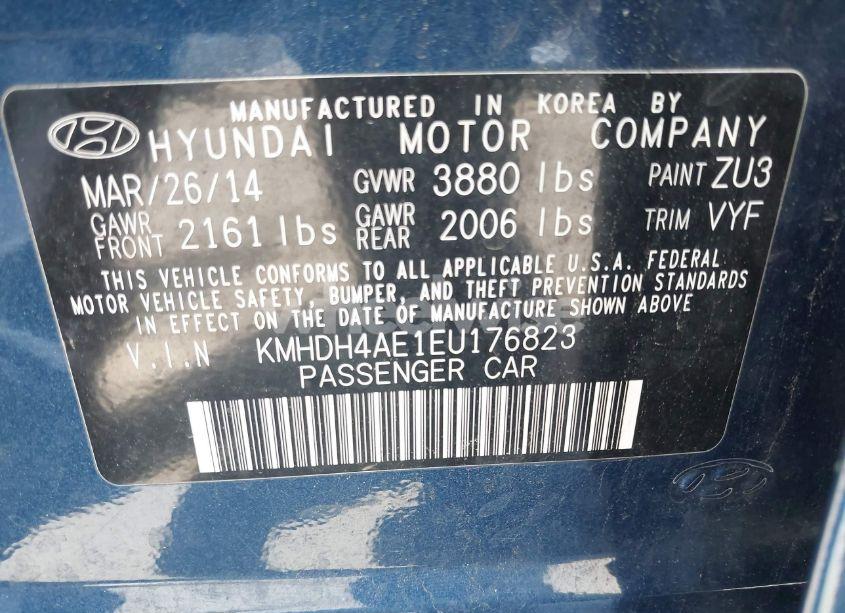 MANUFACTURED IN KOREA BY
HYUNDAI MOTOR COMPANY
MAR/26/14 GVWR 3880 lbs PAINT ZU3
GAWR FRONT 2161 lbs GAWR REAR 2006 lbs TRIM VYF
THIS VEHICLE CONFORMS TO ALL APPLICABLE U.S.A. FEDERAL
MOTOR VEHICLE SAFETY, BUMPER, AND THEFT PREVENTION STANDARDS
IN EFFECT ON THE DATE OF MANUFACTURE SHOWN ABOVE
V.I.N KMHDH4AE1EU176823
PASSENGER CAR